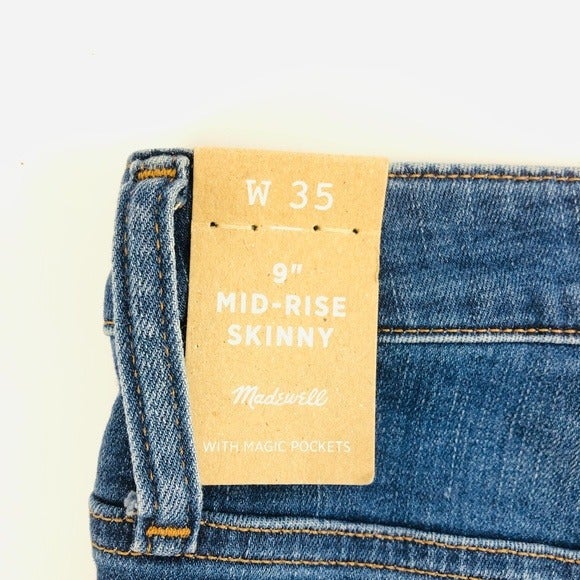 W 35
9"
MID-RISE
SKINNY
Madewell
WITH MAGIC POCKETS